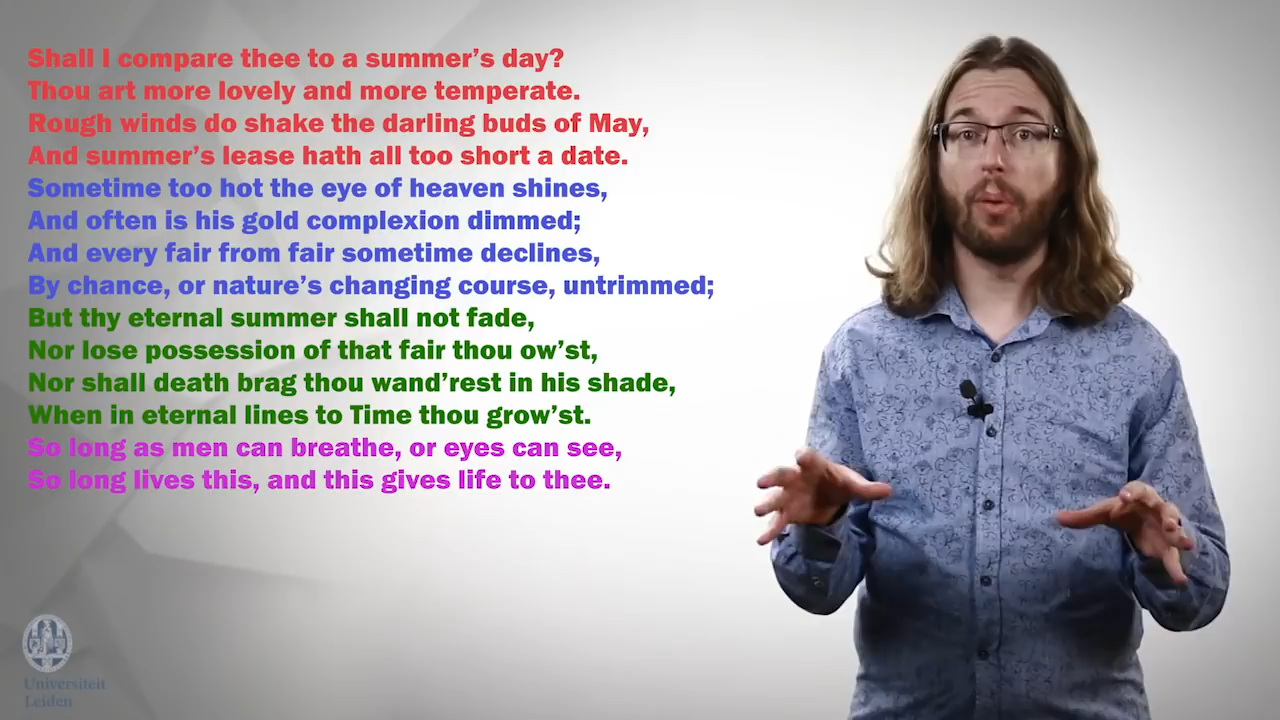 Shall I compare thee to a summer’s day?
Thou art more lovely and more temperate.
Rough winds do shake the darling buds of May,
And summer’s lease hath all too short a date.
Sometime too hot the eye of heaven shines,
And often is his gold complexion dimmed;
And every fair from fair sometime declines,
By chance, or nature’s changing course, untrimmed;
But thy eternal summer shall not fade,
Nor lose possession of that fair thou ow’st,
Nor shall death brag thou wand’rest in his shade,
When in eternal lines to Time thou grow’st.
So long as men can breathe, or eyes can see,
So long lives this, and this gives life to thee.
Universiteit
Leiden